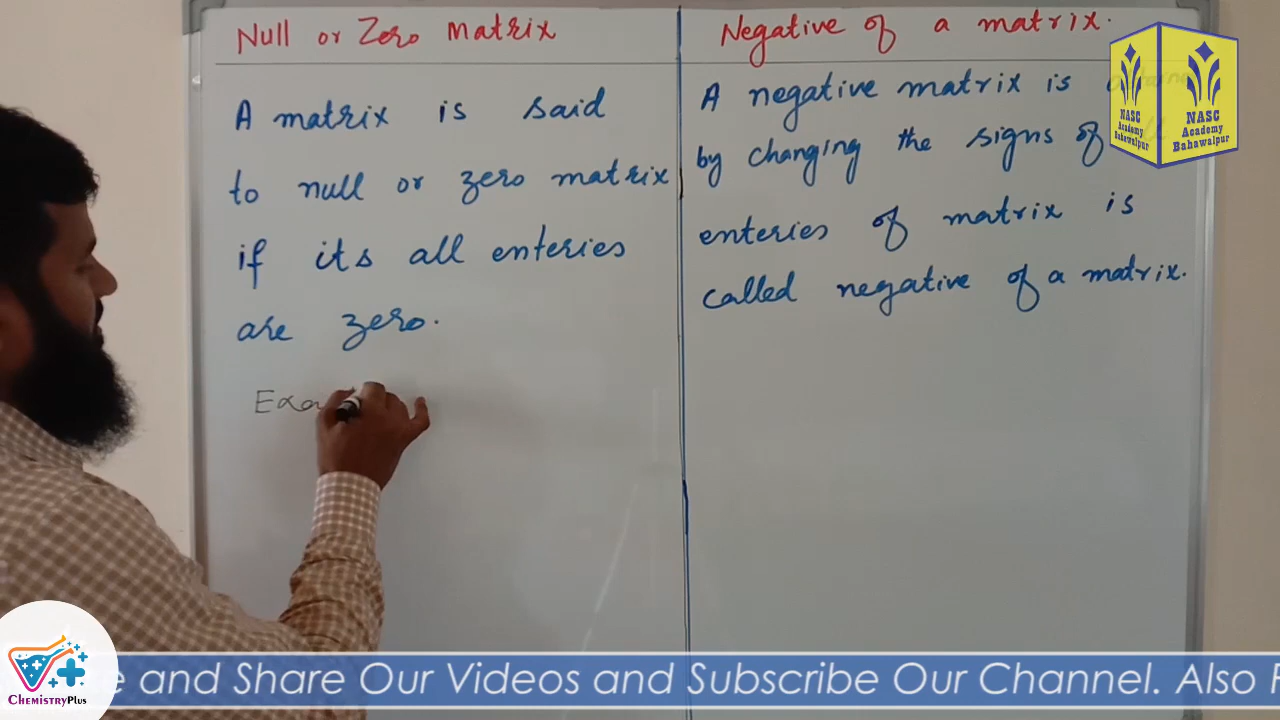 Null or Zero Matrix
A matrix is said
to null or zero matrix
if its all enteries
are zero.
Negative of a matrix.
A negative matrix is
by changing the signs of
enteries of matrix is
called negative of a matrix.
NASC
Academy
Bahawalpur
NASC
Academy
Bahawalpur
ChemistryPlus
and Share Our Videos and Subscribe Our Channel. Also